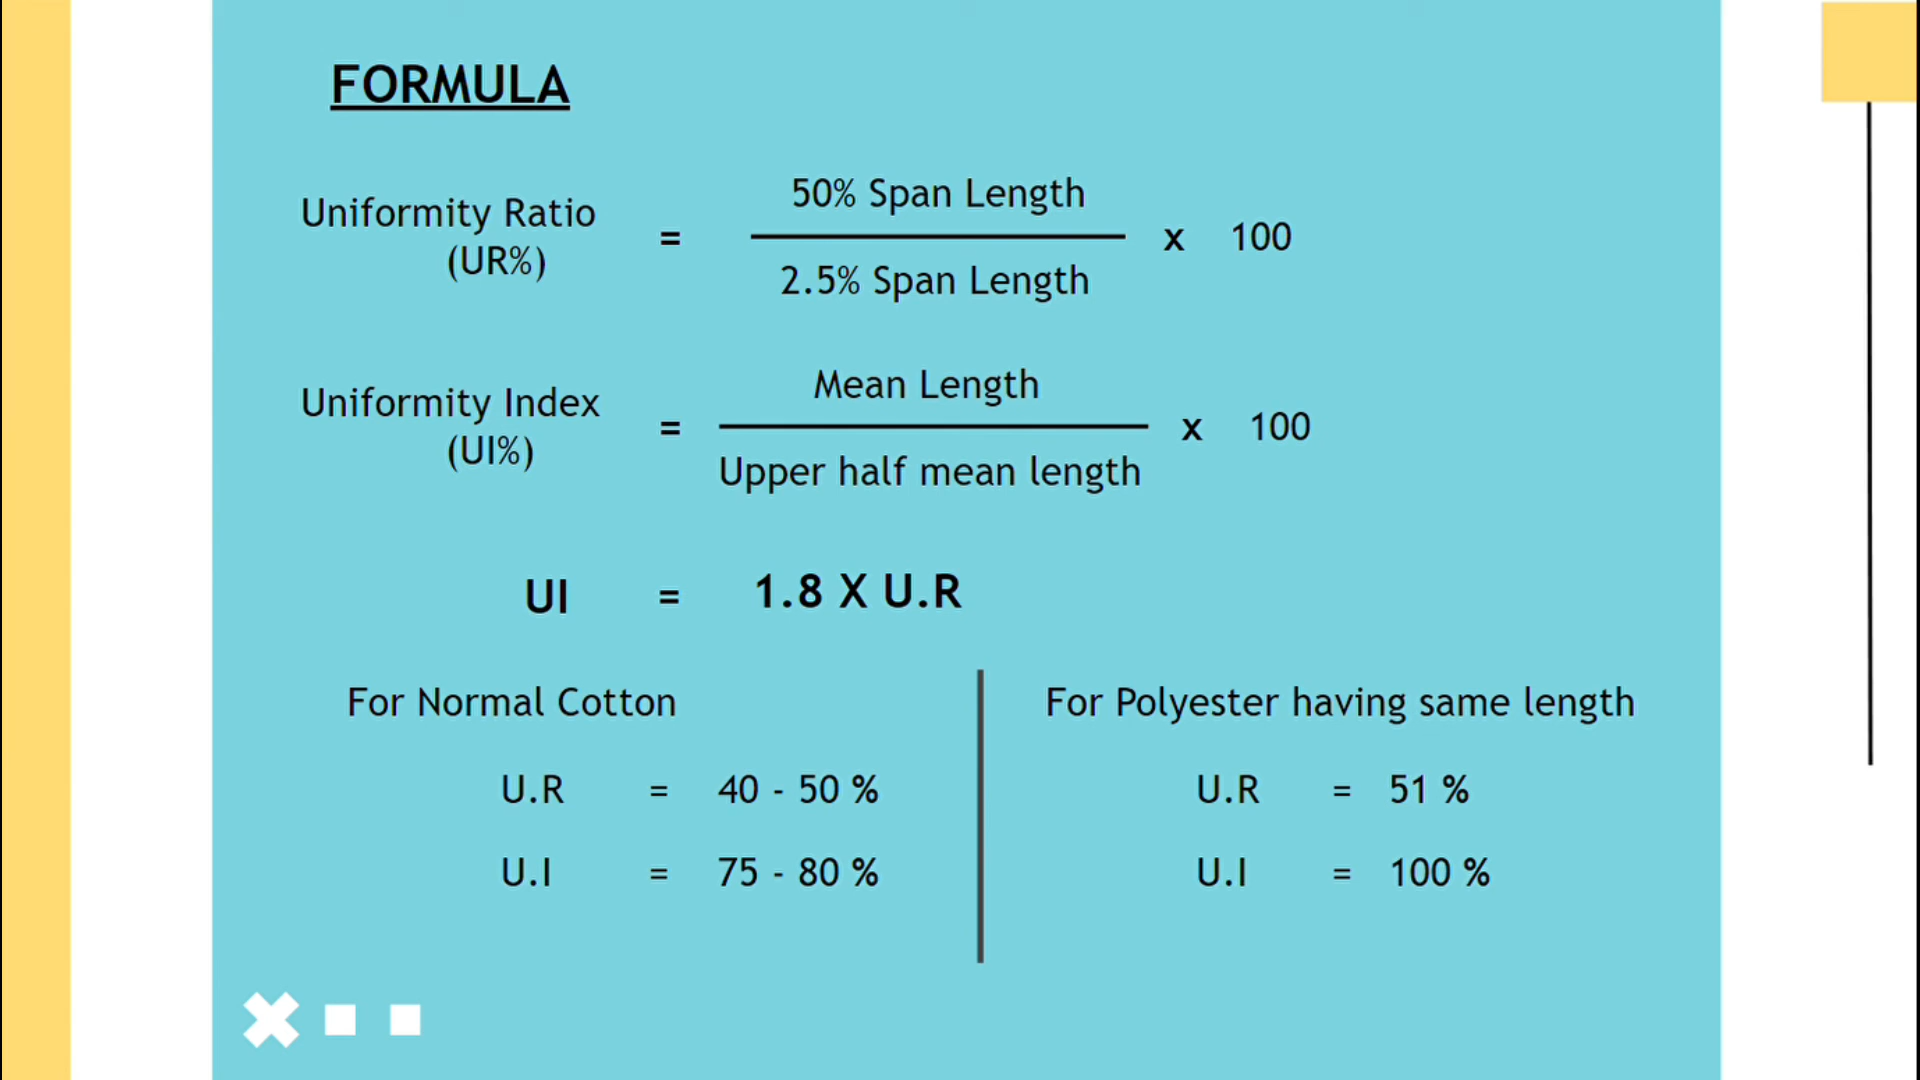 FORMULA
Uniformity Ratio
(UR%)
=
50% Span Length
2.5% Span Length
x 100
Uniformity Index
(UI%)
=
Mean Length
Upper half mean length
x 100
UI = 1.8 X U.R
For Normal Cotton
U.R = 40 - 50 %
U.I = 75 - 80 %
For Polyester having same length
U.R = 51 %
U.I = 100 %